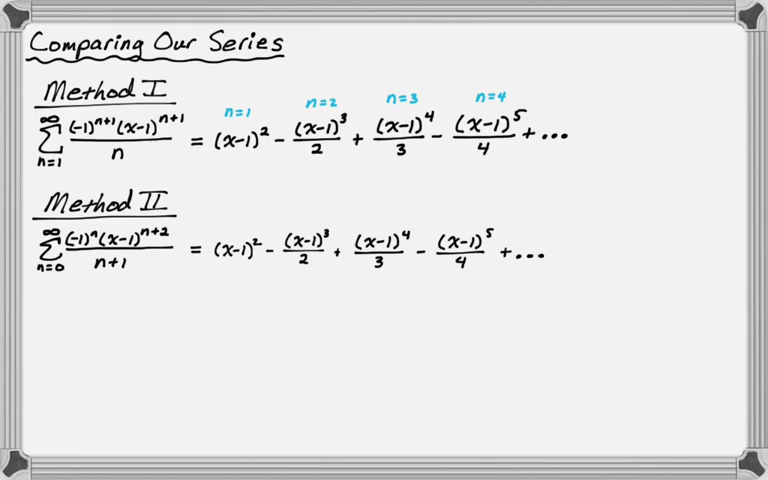 Comparing Our Series
Method I
n=1 n=2 n=3 n=4
∞∑n=1 (-1)^{n+1}(x-1)^{n+1}/n = (x-1)^2 - (x-1)^3/2 + (x-1)^4/3 - (x-1)^5/4 + ...
Method II
∞∑n=0 (-1)^n(x-1)^{n+2}/n+1 = (x-1)^2 - (x-1)^3/2 + (x-1)^4/3 - (x-1)^5/4 + ...